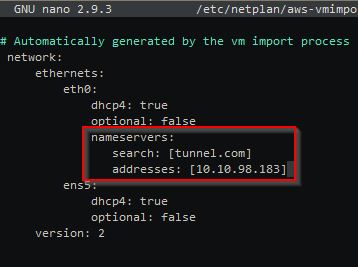 GNU nano 2.9.3 /etc/netplan/aws-vmimpo
# Automatically generated by the vm import process
network:
ethernets:
eth0:
dhcp4: true
optional: false
nameservers:
search: [tunnel.com]
addresses: [10.10.98.183]
ens5:
dhcp4: true
optional: false
version: 2